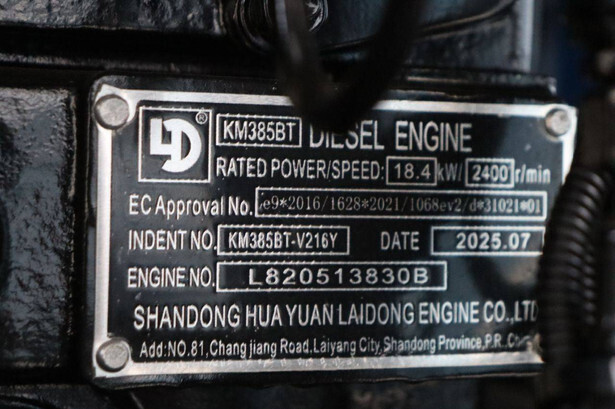 LD ® KM385BT DIESEL ENGINE
RATED POWER/SPEED: 18.4 kW/ 2400 r/min
EC Approval No. e9*2016/1628*2021/1068ev2/d*31021*01
INDENT NO. KM385BT-V216Y DATE 2025.07
ENGINE NO. L820513830B
SHANDONG HUA YUAN LAIDONG ENGINE CO.,LTD
Add:NO.81,Changjiang Road.Laiyang City,Shandong Province,P.R.